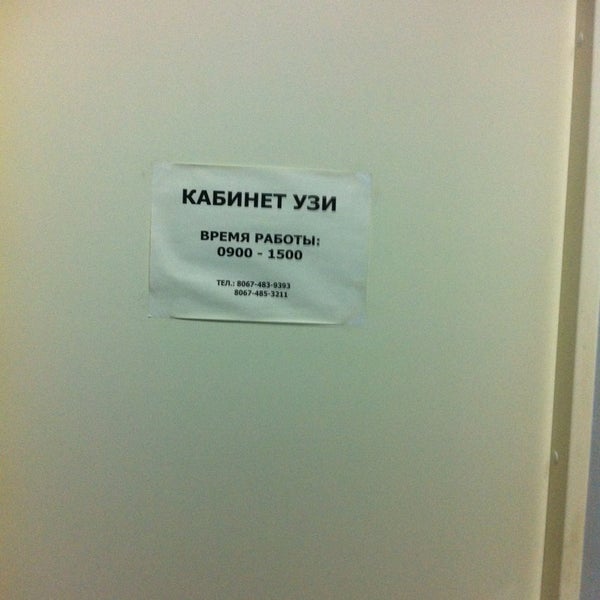 КАБИНЕТ УЗИ
ВРЕМЯ РАБОТЫ:
0900 - 1500
ТЕЛ.: 8067-483-9393
8067-485-3211